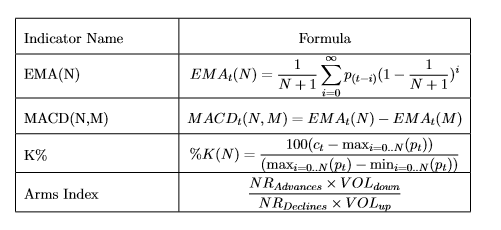 Indicator Name Formula
EMA(N) $EMA_t(N) = \frac{1}{N+1} \sum_{i=0}^{\infty} p_{(t-i)}(1 - \frac{1}{N+1})^i$
MACD(N,M) $MACD_t(N, M) = EMA_t(N) - EMA_t(M)$
K% $\%K(N) = \frac{100(c_t - \max_{i=0..N}(p_t))}{(\max_{i=0..N}(p_t) - \min_{i=0..N}(p_t))}$
Arms Index $\frac{NR_{Advances} \times VOL_{down}}{NR_{Declines} \times VOL_{up}}$